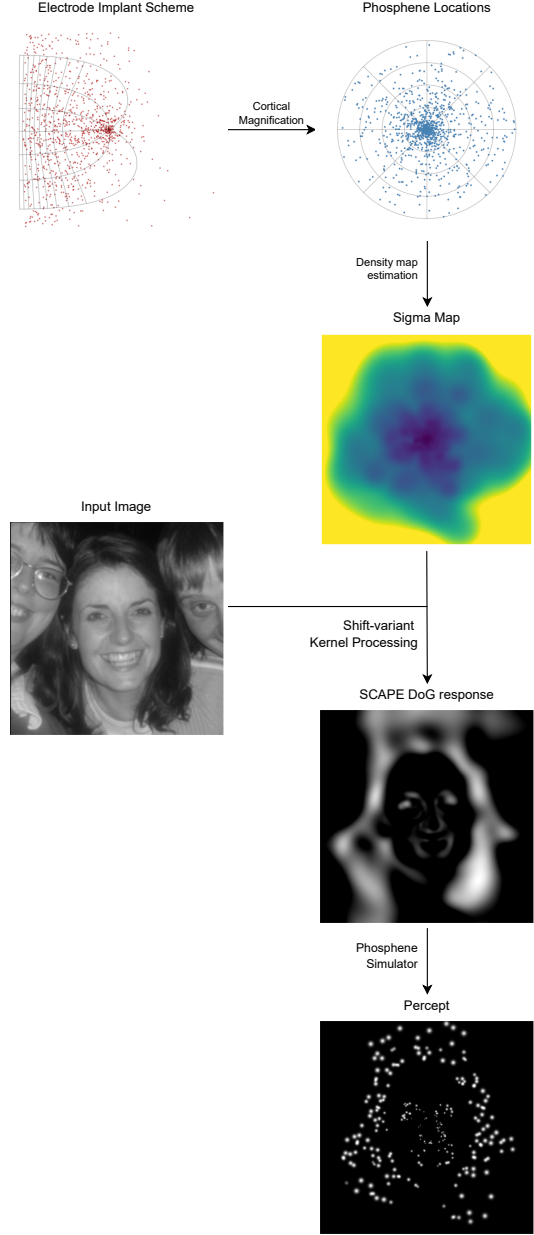 Electrode Implant Scheme
Phosphene Locations
Cortical
Magnification
Density map
estimation
Sigma Map
Input Image
Shift-variant
Kernel Processing
SCAPE DoG response
Phosphene
Simulator
Percept